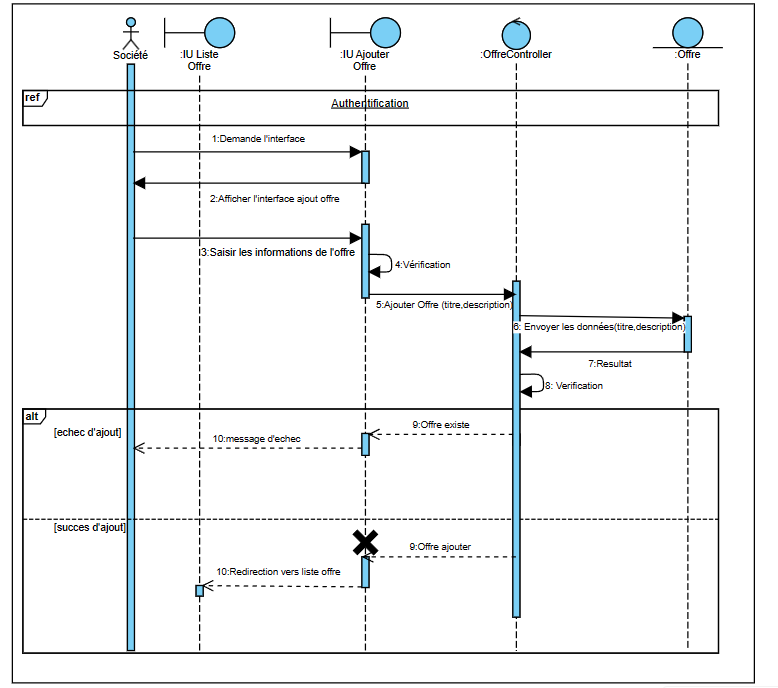 Société
:IU Liste
Offre
:IU Ajouter
Offre
:OffreController
:Offre
ref
Authentification
1:Demande l'interface
2:Afficher l'interface ajout offre
3:Saisir les informations de l'offre
4:Vérification
5:Ajouter Offre (titre,description)
6: Envoyer les données(titre,description)
7:Resultat
8: Verification
alt
[echec d'ajout]
9:Offre existe
10:message d'echec
[succes d'ajout]
9:Offre ajouter
10:Redirection vers liste offre